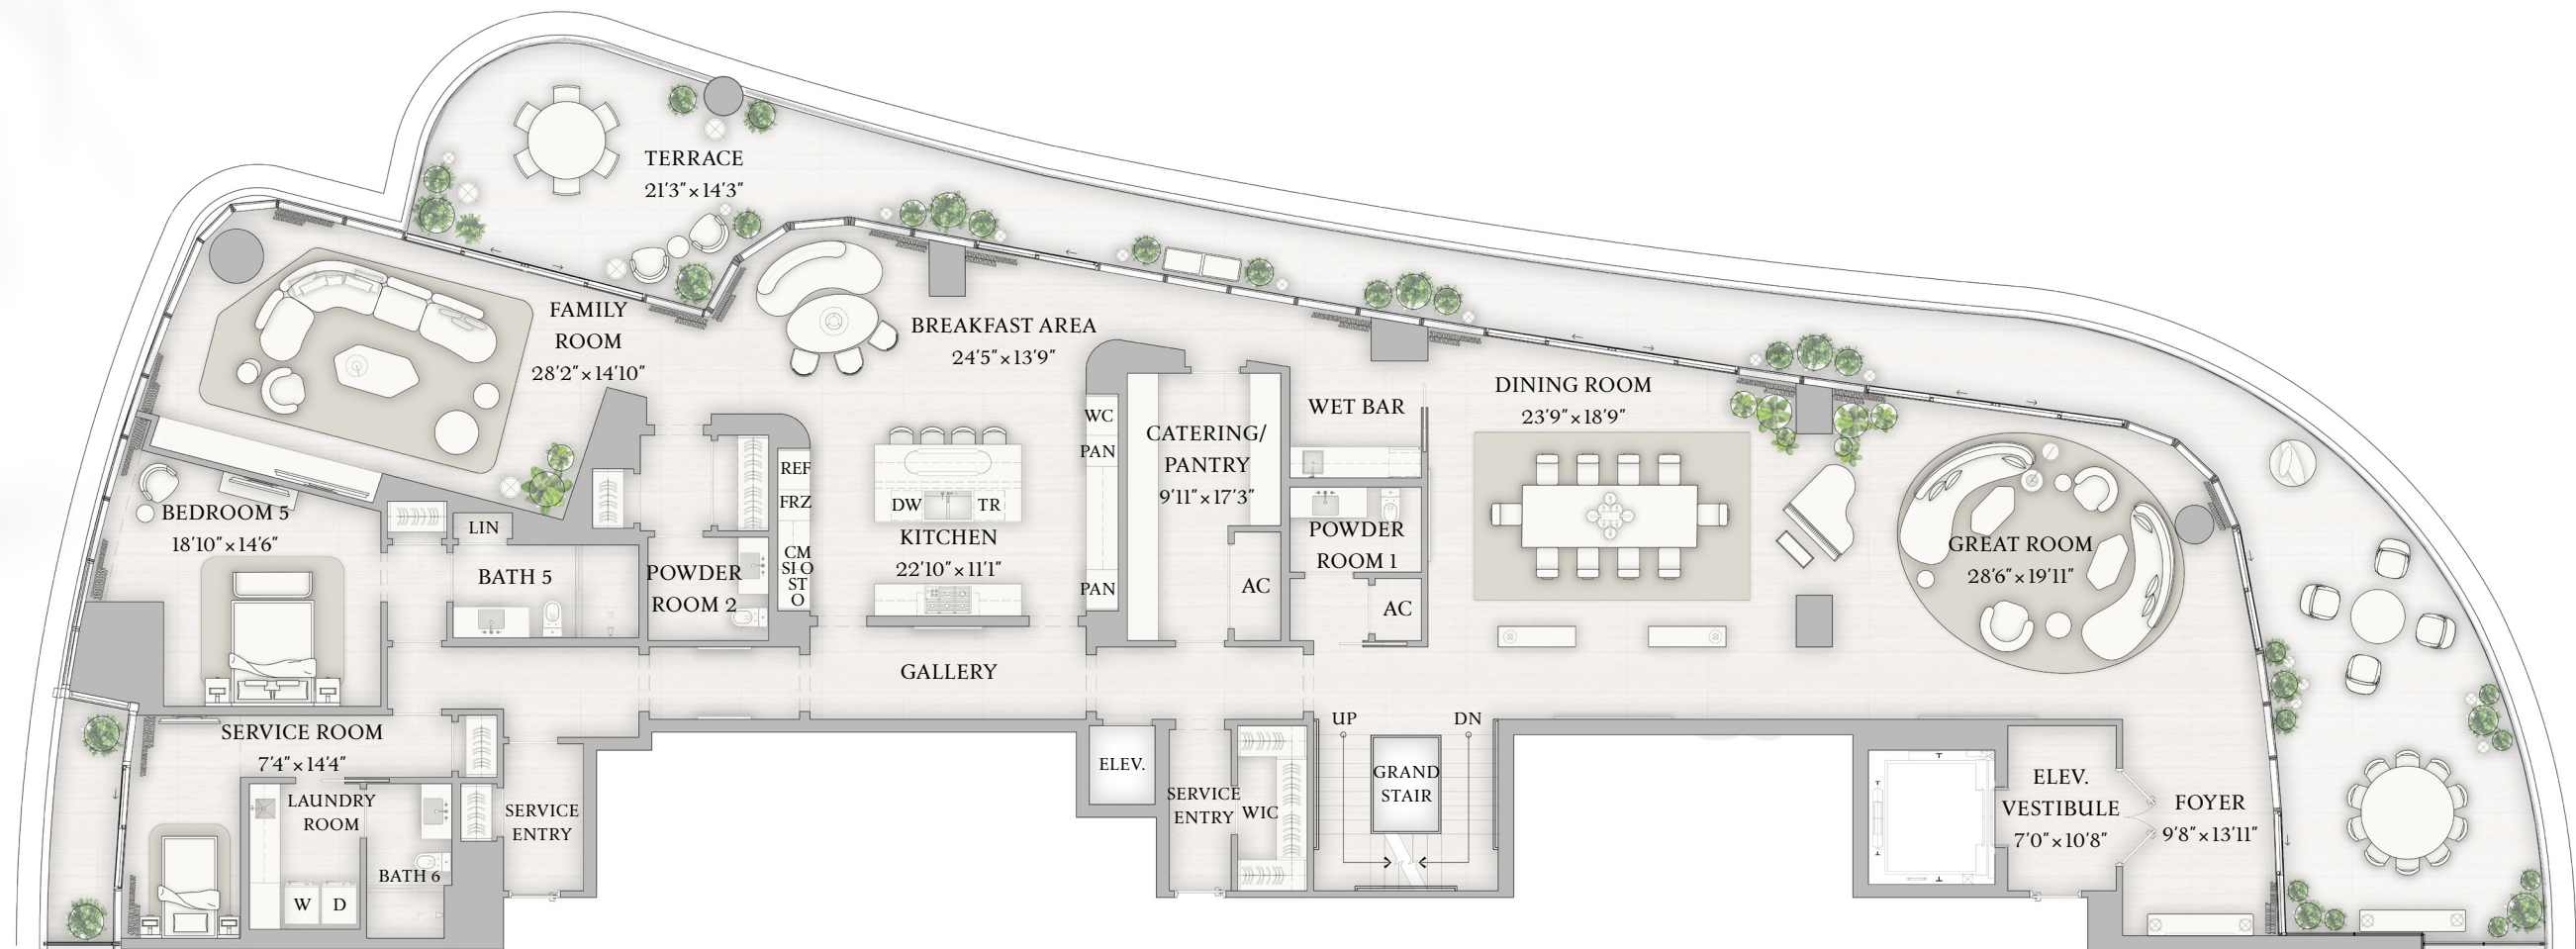 TERRACE
21'3"×14'3"
FAMILY
ROOM
28'2"×14'10"
BREAKFAST AREA
24'5"×13'9"
DINING ROOM
23'9"×18'9"
WET BAR
WC
PAN
PAN
CATERING/
PANTRY
9'11"×17'3"
REF
FRZ
CM
SI O
ST
O
DW
TR
KITCHEN
22'10"×11'1"
BEDROOM 5
18'10"×14'6"
LIN
BATH 5
POWDER
ROOM 2
POWDER
ROOM 1
AC
AC
GREAT ROOM
28'6"×19'11"
GALLERY
SERVICE ROOM
7'4"×14'4"
LAUNDRY
ROOM
W
D
BATH 6
SERVICE
ENTRY
ELEV.
SERVICE
ENTRY
WIC
UP
DN
GRAND
STAIR
ELEV.
VESTIBULE
7'0"×10'8"
FOYER
9'8"×13'11"